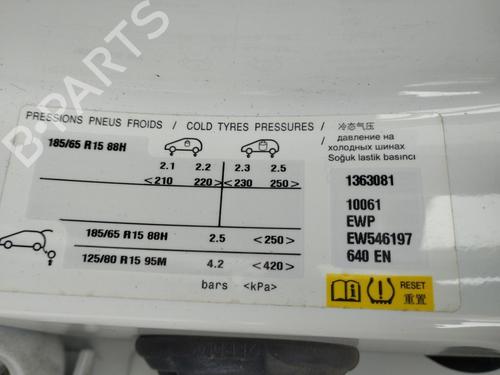 B-PARTS
PRESSIONS PNEUS FROIDS / COLD TYRES PRESSURES /
冷态气压
давление на
холодных шинах
Soğuk lastik basıncı
185/65 R15 88H
2.1 2.2 2.3 2.5
<210 220> <230 250>
185/65 R15 88H 2.5 <250>
125/80 R15 95M 4.2 <420>
bars <kPa>
1363081
10061
EWP
EW546197
640 EN
RESET
重置